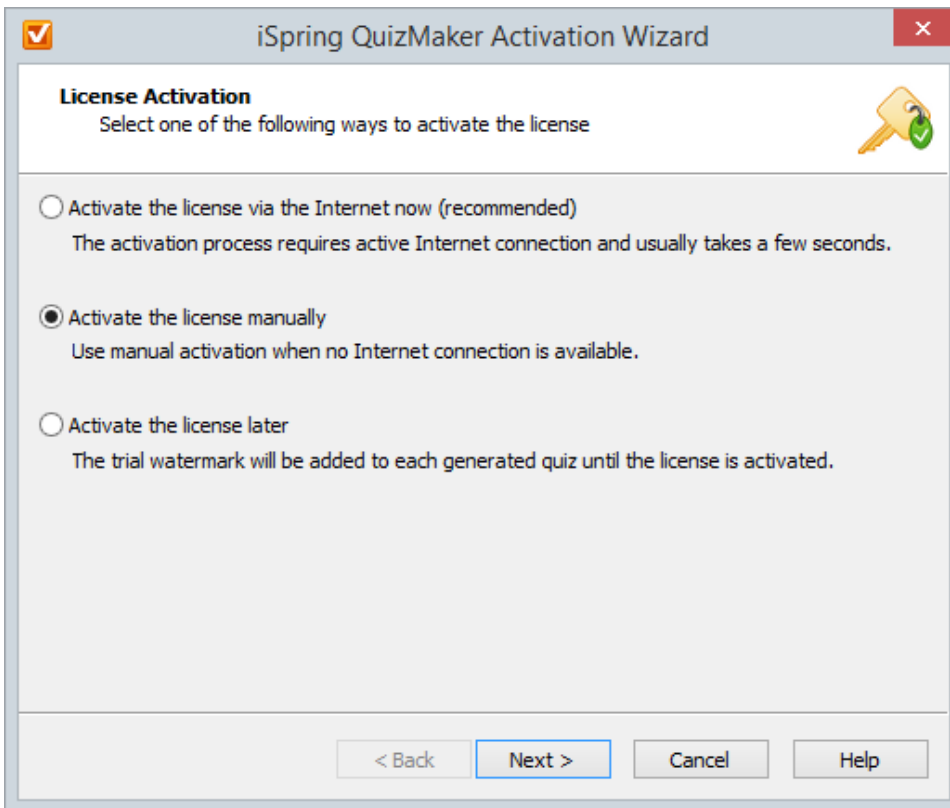 iSpring QuizMaker Activation Wizard
License Activation
Select one of the following ways to activate the license
Activate the license via the Internet now (recommended)
The activation process requires active Internet connection and usually takes a few seconds.
Activate the license manually
Use manual activation when no Internet connection is available.
Activate the license later
The trial watermark will be added to each generated quiz until the license is activated.
< Back Next > Cancel Help